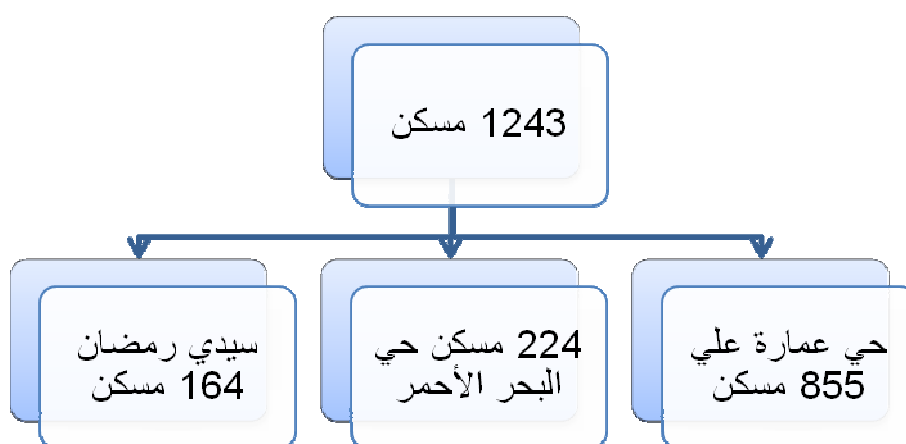 1243 مسكن
حي عمارة علي
855 مسكن
224 مسكن حي
البحر الأحمر
سيدي رمضان
164 مسكن